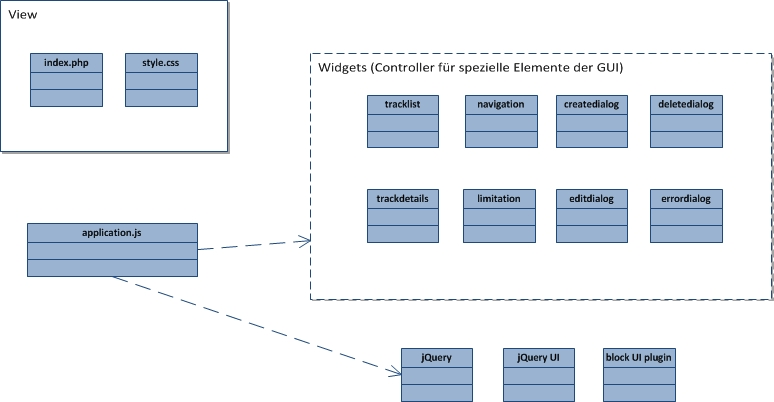 View
index.php
style.css
Widgets (Controller für spezielle Elemente der GUI)
tracklist
navigation
createdialog
deletedialog
trackdetails
limitation
editdialog
errordialog
application.js
jQuery
jQuery UI
block UI plugin